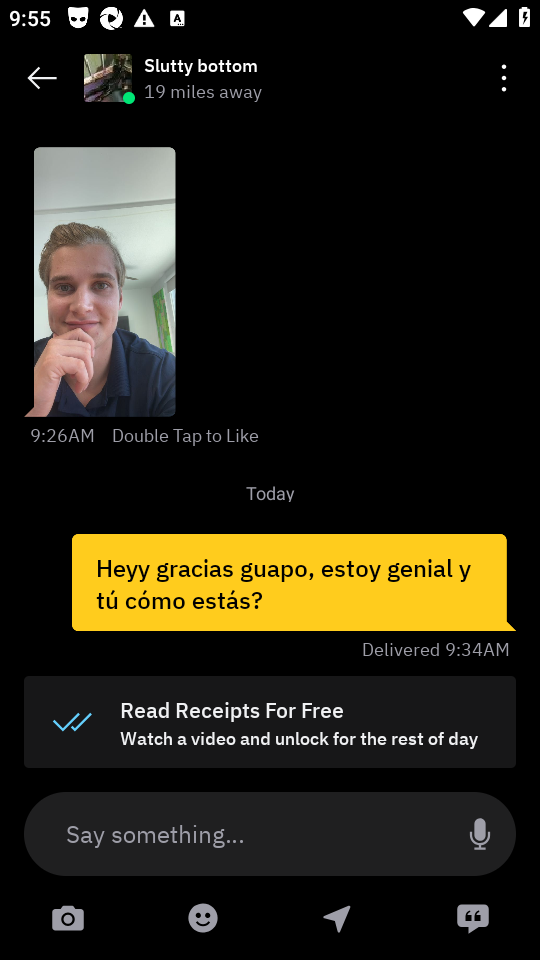 9:55
Slutty bottom
19 miles away
9:26AM Double Tap to Like
Today
Heyy gracias guapo, estoy genial y
tú cómo estás?
Delivered 9:34AM
Read Receipts For Free
Watch a video and unlock for the rest of day
Say something...